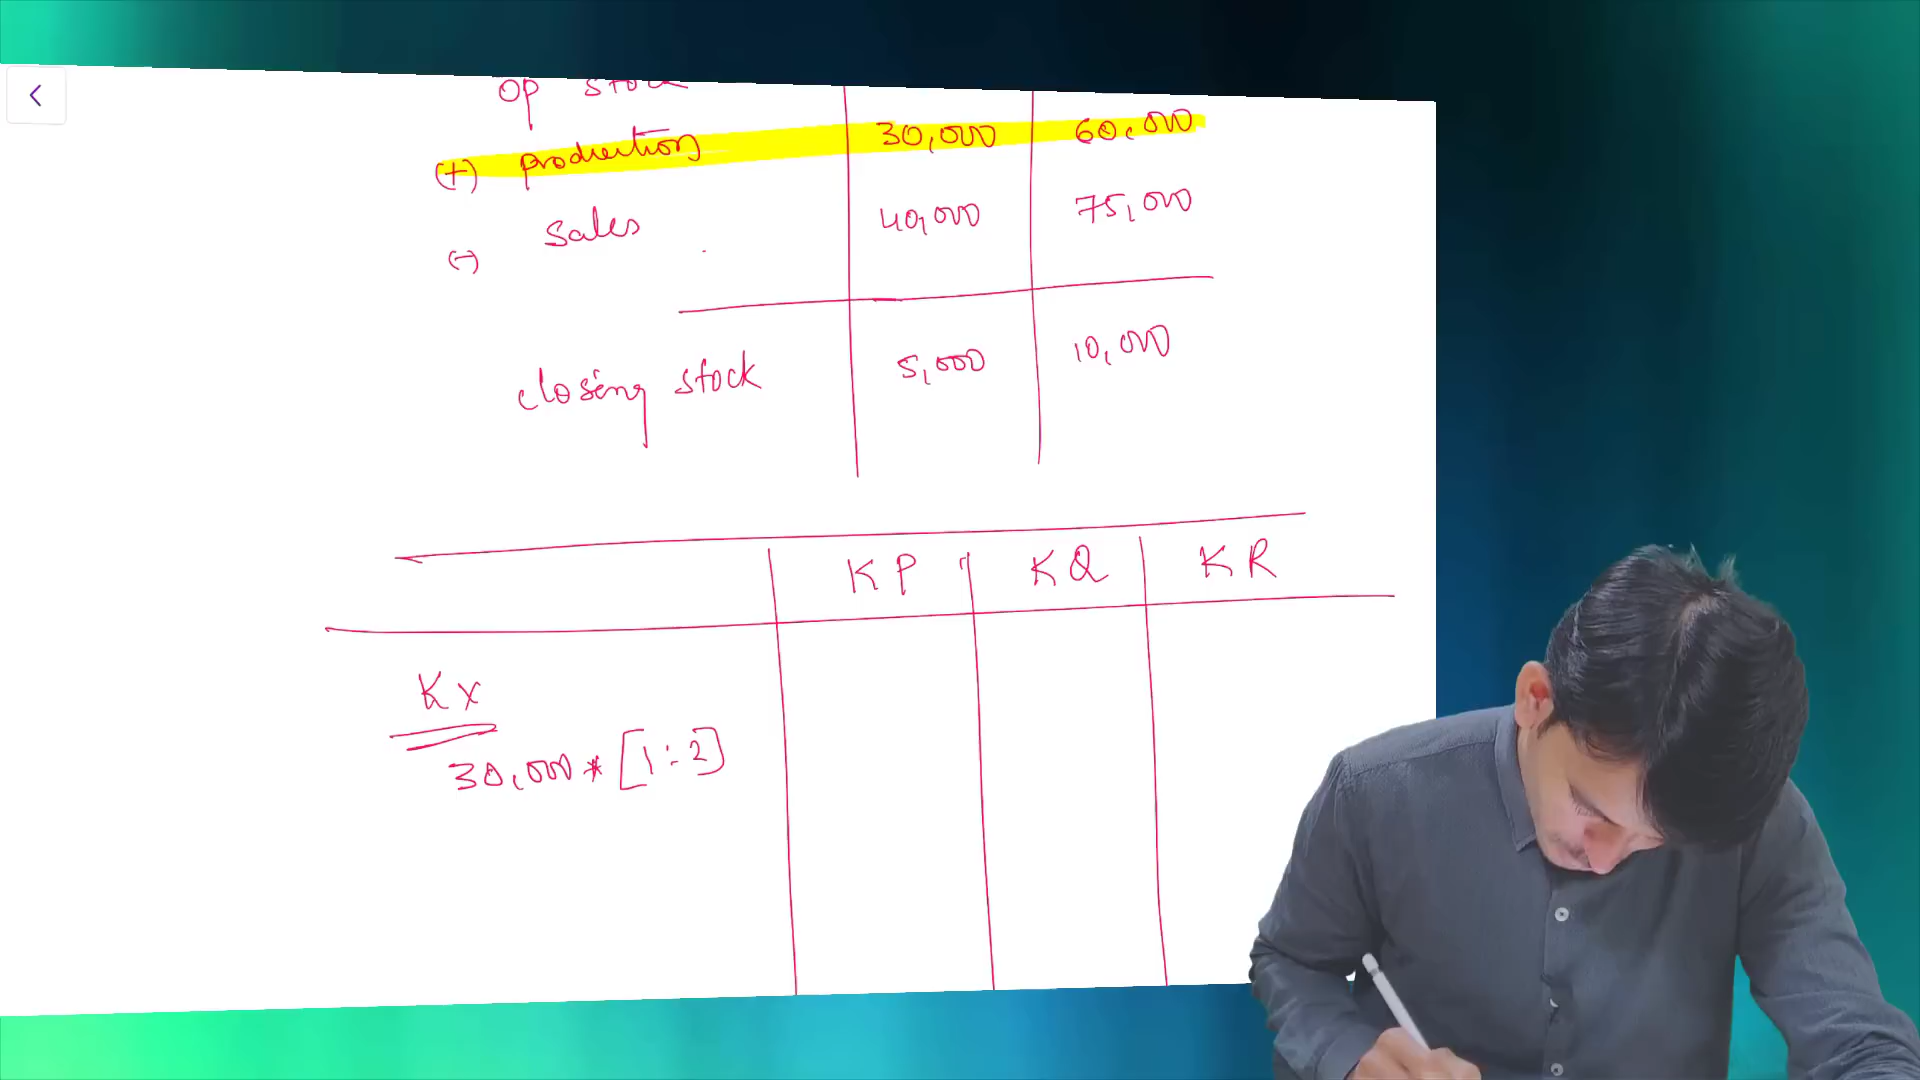 op stock
(+) production 30,000 60,000
(-) sales 40,000 75,000
closing stock 5,000 10,000
KP KQ KR
KX
30,000 * [1:2]